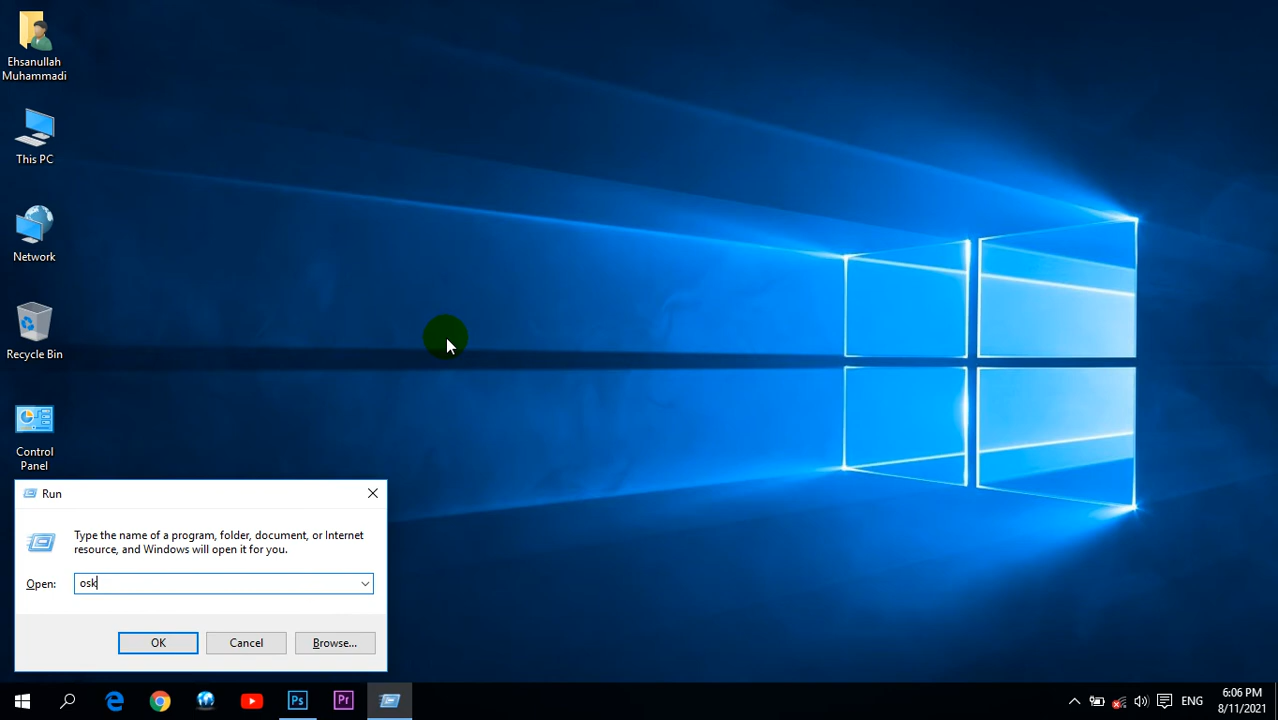 Ehsanullah
Muhammadi
This PC
Network
Recycle Bin
Control
Panel
Run
Type the name of a program, folder, document, or Internet
resource, and Windows will open it for you.
Open:
osk
OK
Cancel
Browse...
Ps
Pr
ENG
6:06 PM
8/11/2021